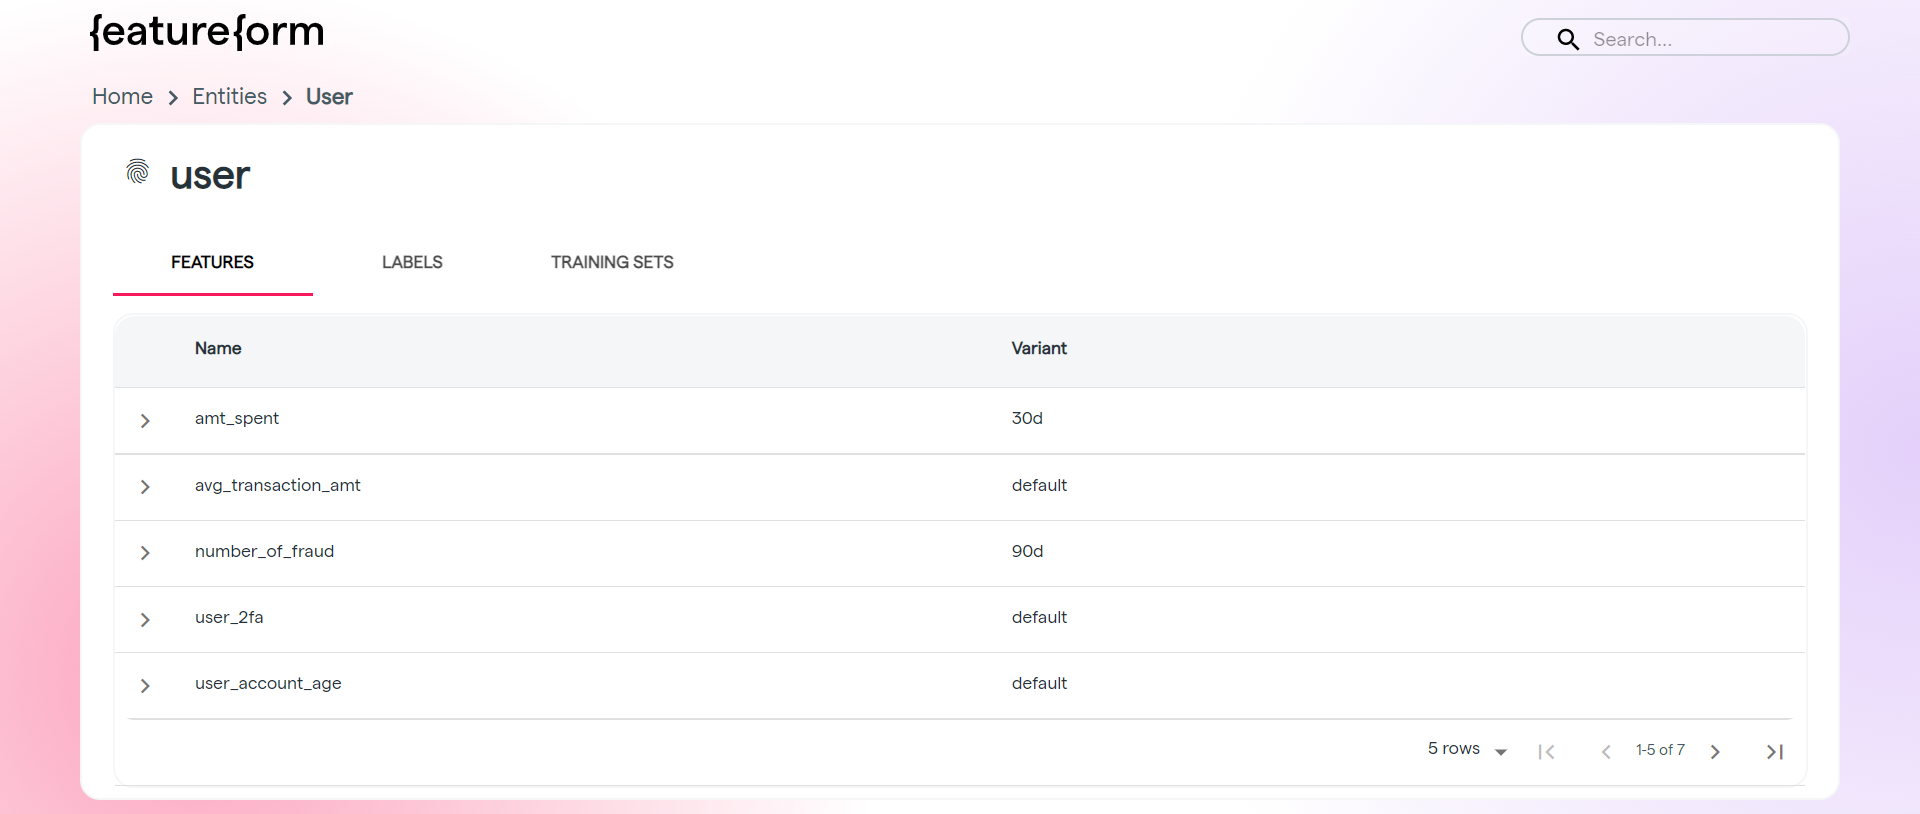 {eature{orm
Search...
Home > Entities > User
user
FEATURES LABELS TRAINING SETS
Name Variant
amt_spent 30d
avg_transaction_amt default
number_of_fraud 90d
user_2fa default
user_account_age default
5 rows 1-5 of 7